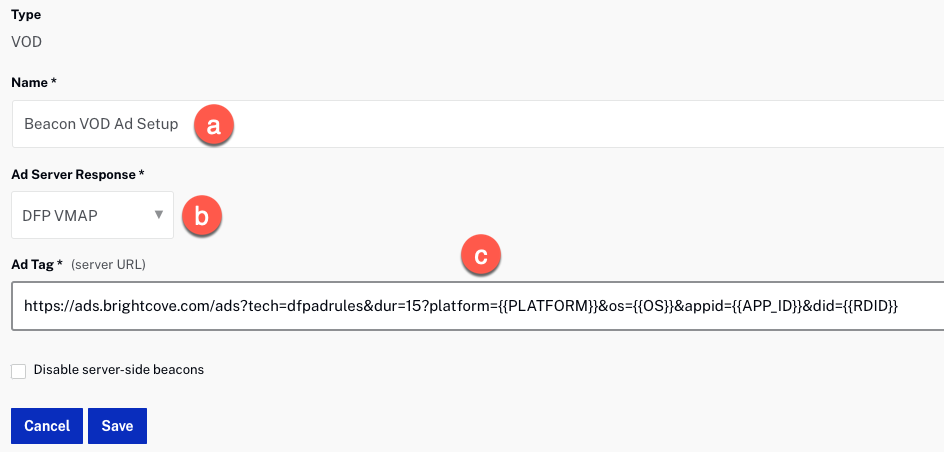 Type
VOD
Name *
Beacon VOD Ad Setup a
Ad Server Response *
DFP VMAP ▼ b
Ad Tag * (server URL) c
https://ads.brightcove.com/ads?tech=dfpadrules&dur=15?platform={{PLATFORM}}&os={{OS}}&appid={{APP_ID}}&did={{RDID}}
Disable server-side beacons
Cancel Save